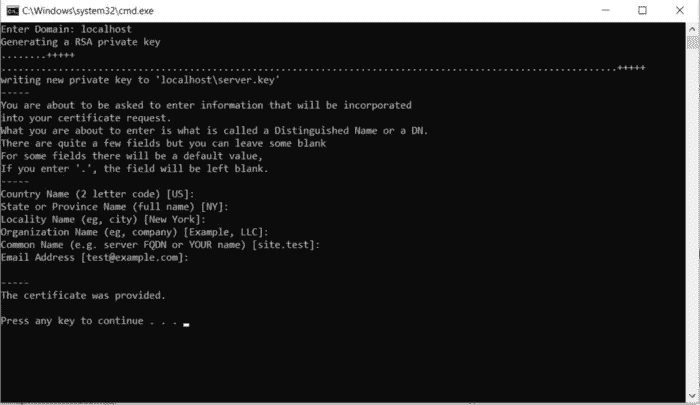 C:\Windows\system32\cmd.exe
Enter Domain: localhost
Generating a RSA private key
........+++++
.......................................................................................................+++++
writing new private key to 'localhost\server.key'
-----
You are about to be asked to enter information that will be incorporated
into your certificate request.
What you are about to enter is what is called a Distinguished Name or a DN.
There are quite a few fields but you can leave some blank
For some fields there will be a default value,
If you enter '.', the field will be left blank.
-----
Country Name (2 letter code) [US]:
State or Province Name (full name) [NY]:
Locality Name (eg, city) [New York]:
Organization Name (eg, company) [Example, LLC]:
Common Name (e.g. server FQDN or YOUR name) [site.test]:
Email Address [test@example.com]:
-----
The certificate was provided.
Press any key to continue . . .